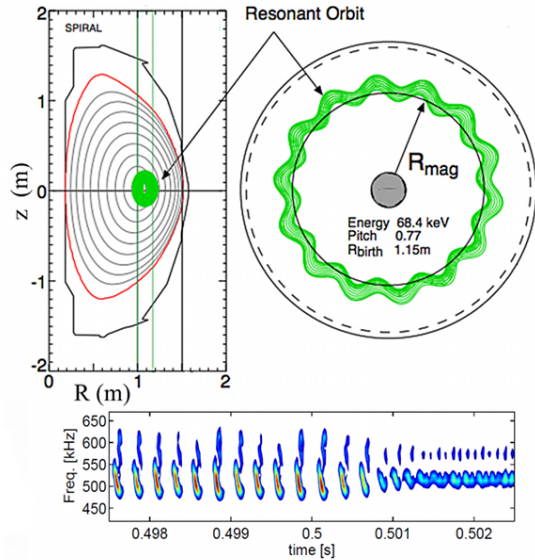 Resonant Orbit
SPIRAL
2
1
0
-1
-2
z (m)
0
1
2
R (m)
Rmag
Energy 68.4 keV
Pitch 0.77
Rbirth 1.15m
650
600
550
500
450
Freq. [kHz]
0.498
0.499
0.5
0.501
0.502
time [s]